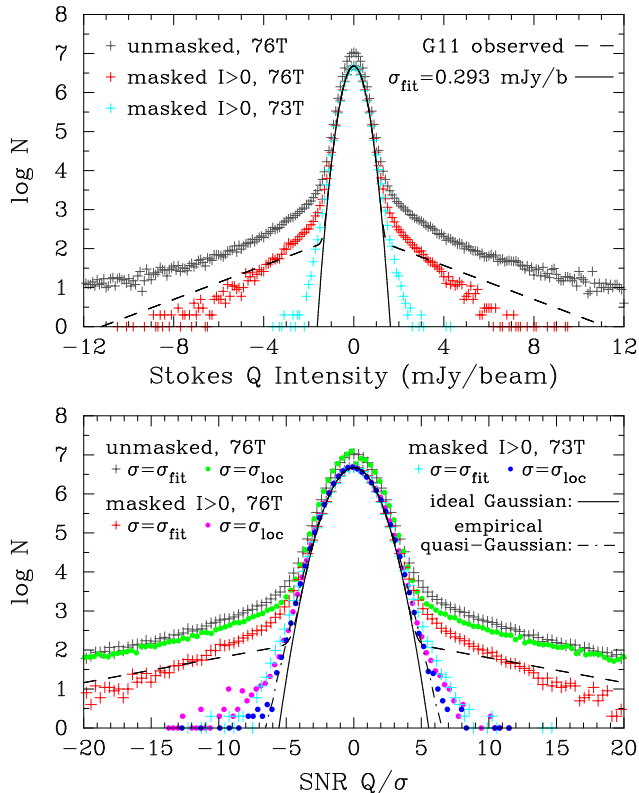 7
6
5
4
3
2
1
0
log N
unmasked, 76T
masked I>0, 76T
masked I>0, 73T
G11 observed
σfit=0.293 mJy/b
−12 −8 −4 0 4 8 12
Stokes Q Intensity (mJy/beam)
8
7
6
5
4
3
2
1
0
log N
unmasked, 76T
σ=σfit σ=σloc
masked I>0, 76T
σ=σfit σ=σloc
masked I>0, 73T
σ=σfit σ=σloc
ideal Gaussian:
empirical
quasi−Gaussian:
−20 −15 −10 −5 0 5 10 15 20
SNR Q/σ